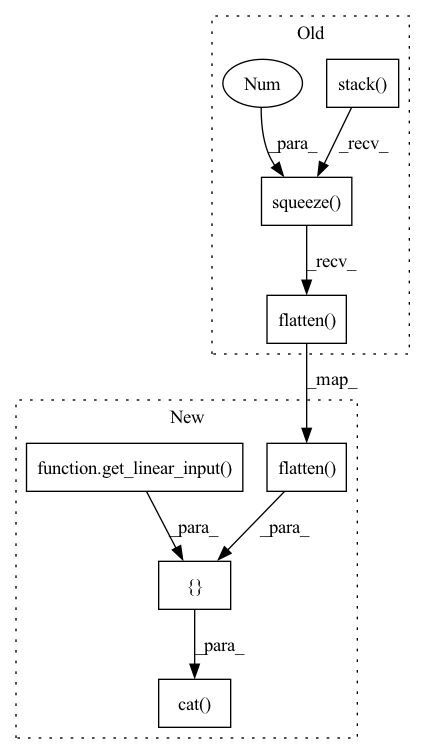 Old
Num
stack()
_para_
_recv_
squeeze()
_recv_
flatten()
_map_
New
function.get_linear_input()
flatten()
_para_
_para_
{}
_para_
cat()